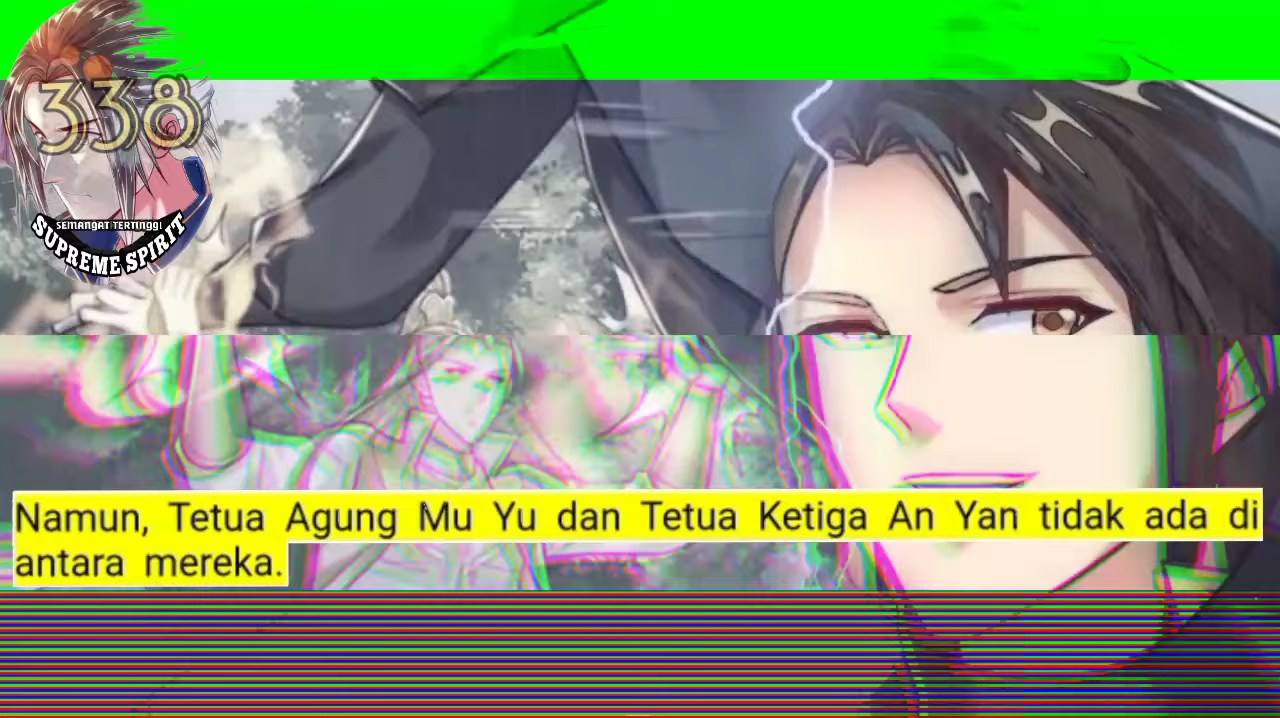 338
SEMANGAT TERTINGGI
SUPREME SPIRIT
Namun, Tetua Agung Mu Yu dan Tetua Ketiga An Yan tidak ada di
antara mereka.